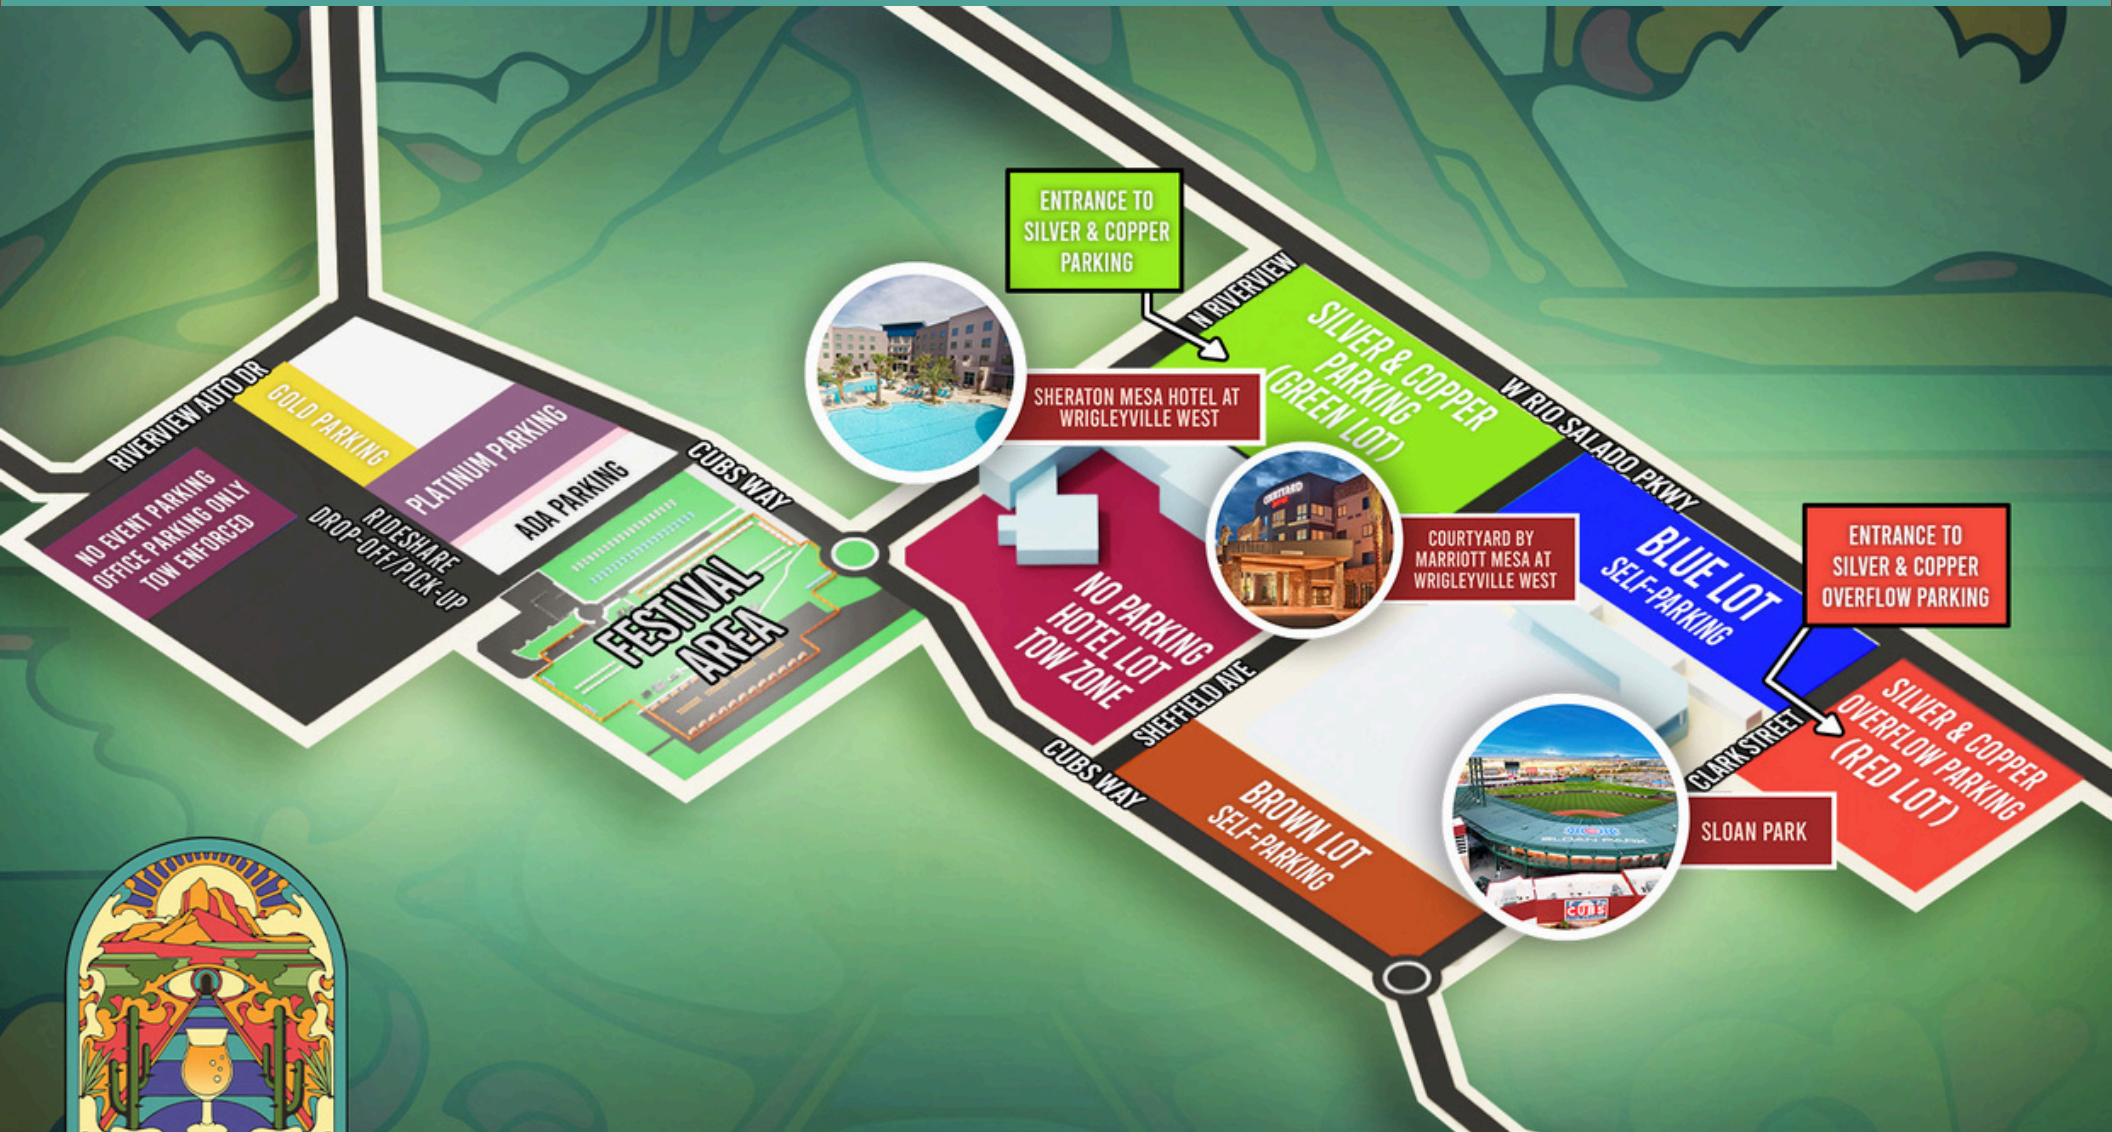 ENTRANCE TO
SILVER & COPPER
PARKING
N RIVERVIEW
SILVER & COPPER
PARKING
(GREEN LOT)
W RIO SALADO PKWY
SHERATON MESA HOTEL AT
WRIGLEYVILLE WEST
RIVERVIEW AUTO DR
GOLD PARKING
PLATINUM PARKING
ADA PARKING
CUBS WAY
NO EVENT PARKING
OFFICE PARKING ONLY
TOW ENFORCED
RIDESHARE
DROP-OFF/PICK-UP
FESTIVAL
AREA
COURTYARD
COURTYARD BY
MARRIOTT MESA AT
WRIGLEYVILLE WEST
NO PARKING
HOTEL LOT
TOW ZONE
BLUE LOT
SELF-PARKING
ENTRANCE TO
SILVER & COPPER
OVERFLOW PARKING
SILVER & COPPER
OVERFLOW PARKING
(RED LOT)
SHEFFIELD AVE
CUBS WAY
CLARK STREET
BROWN LOT
SELF-PARKING
SLOAN PARK
CUBS
SLOAN PARK